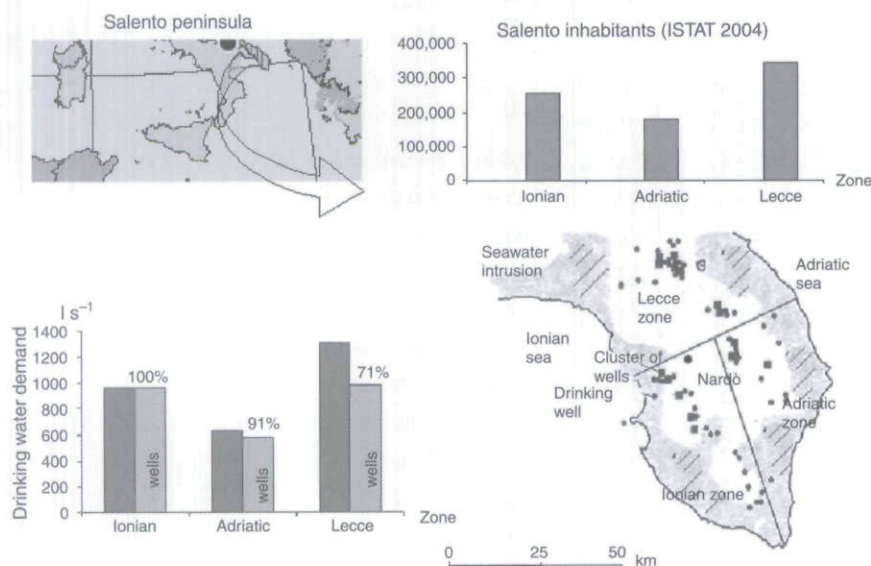 Salento peninsula
Salento inhabitants (ISTAT 2004)
400,000
300,000
200,000
100,000
0
Ionian
Adriatic
Lecce
Zone
l s⁻¹
Drinking water demand
1400
1200
1000
800
600
400
200
0
100%
91%
71%
wells
wells
wells
Ionian
Adriatic
Lecce
Zone
Seawater
intrusion
Adriatic
sea
Lecce
zone
Ionian
sea
Cluster of
wells
Nardò
Drinking
well
Adriatic
zone
Ionian zone
0
25
50
km